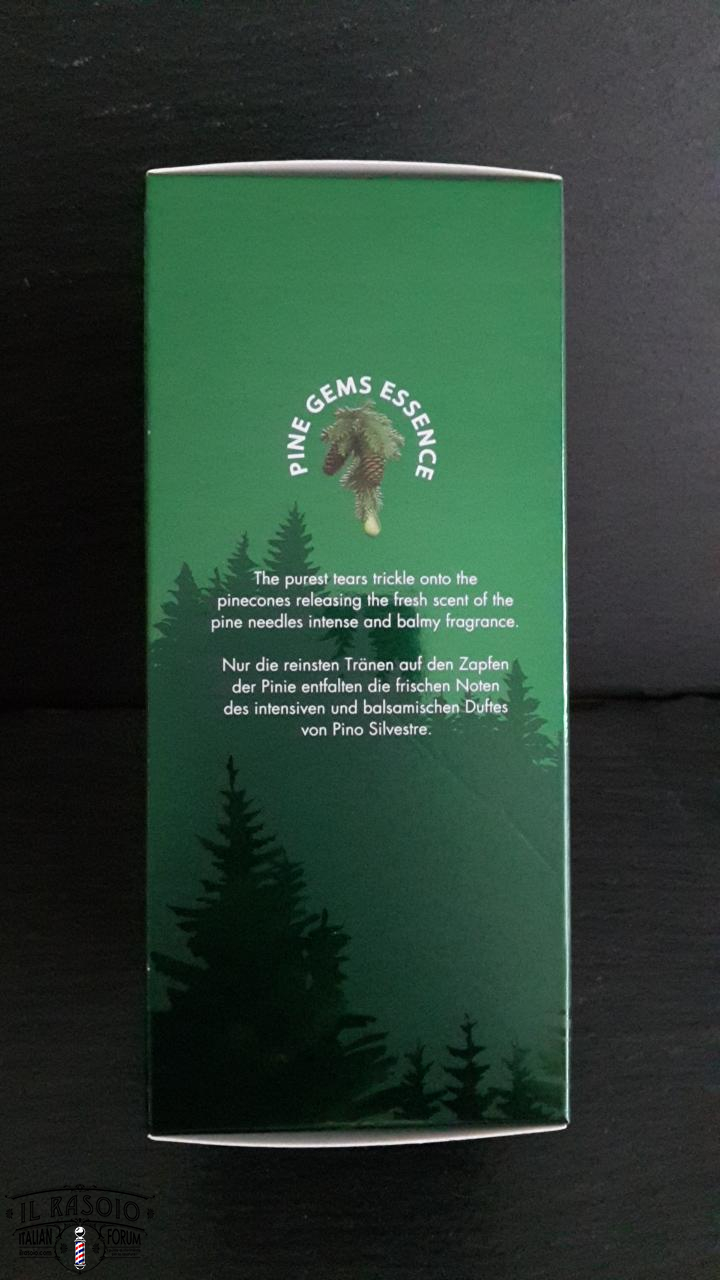 PINE GEMS ESSENCE
The purest tears trickle onto the
pinecones releasing the fresh scent of the
pine needles intense and balmy fragrance.
Nur die reinsten Tränen auf den Zapfen
der Pinie entfalten die frischen Noten
des intensiven und balsamischen Duftes
von Pino Silvestre.
IL RASOIO
ITALIAN FORUM